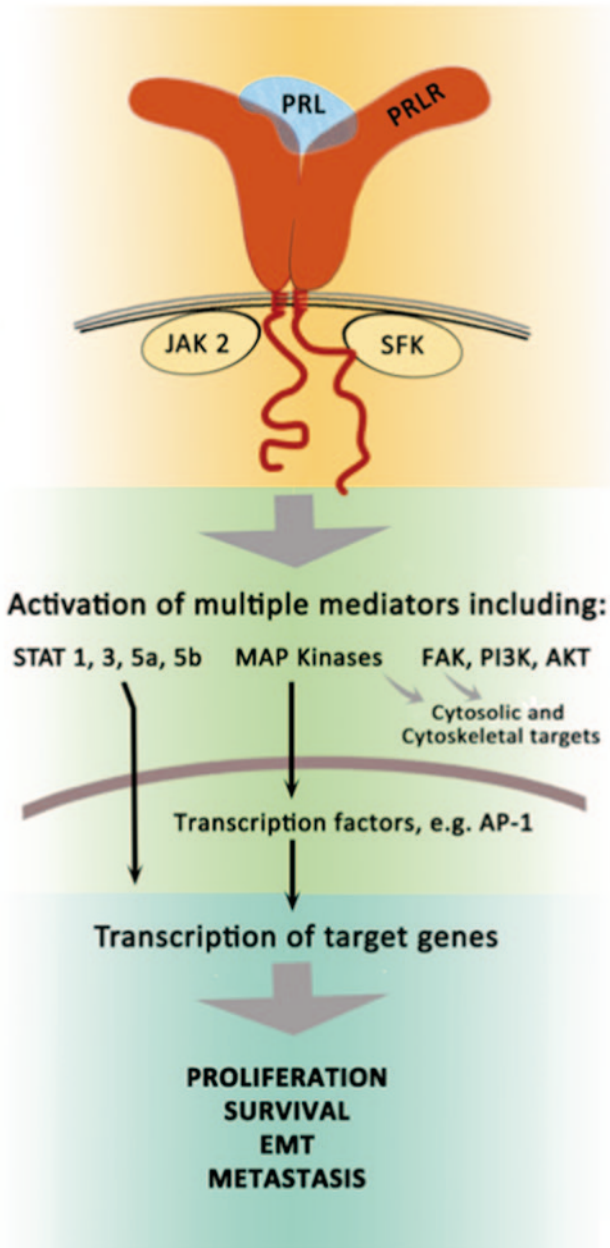 PRL
PRLR
JAK 2
SFK
Activation of multiple mediators including:
STAT 1, 3, 5a, 5b MAP Kinases FAK, PI3K, AKT
Cytosolic and
Cytoskeletal targets
Transcription factors, e.g. AP-1
Transcription of target genes
PROLIFERATION
SURVIVAL
EMT
METASTASIS